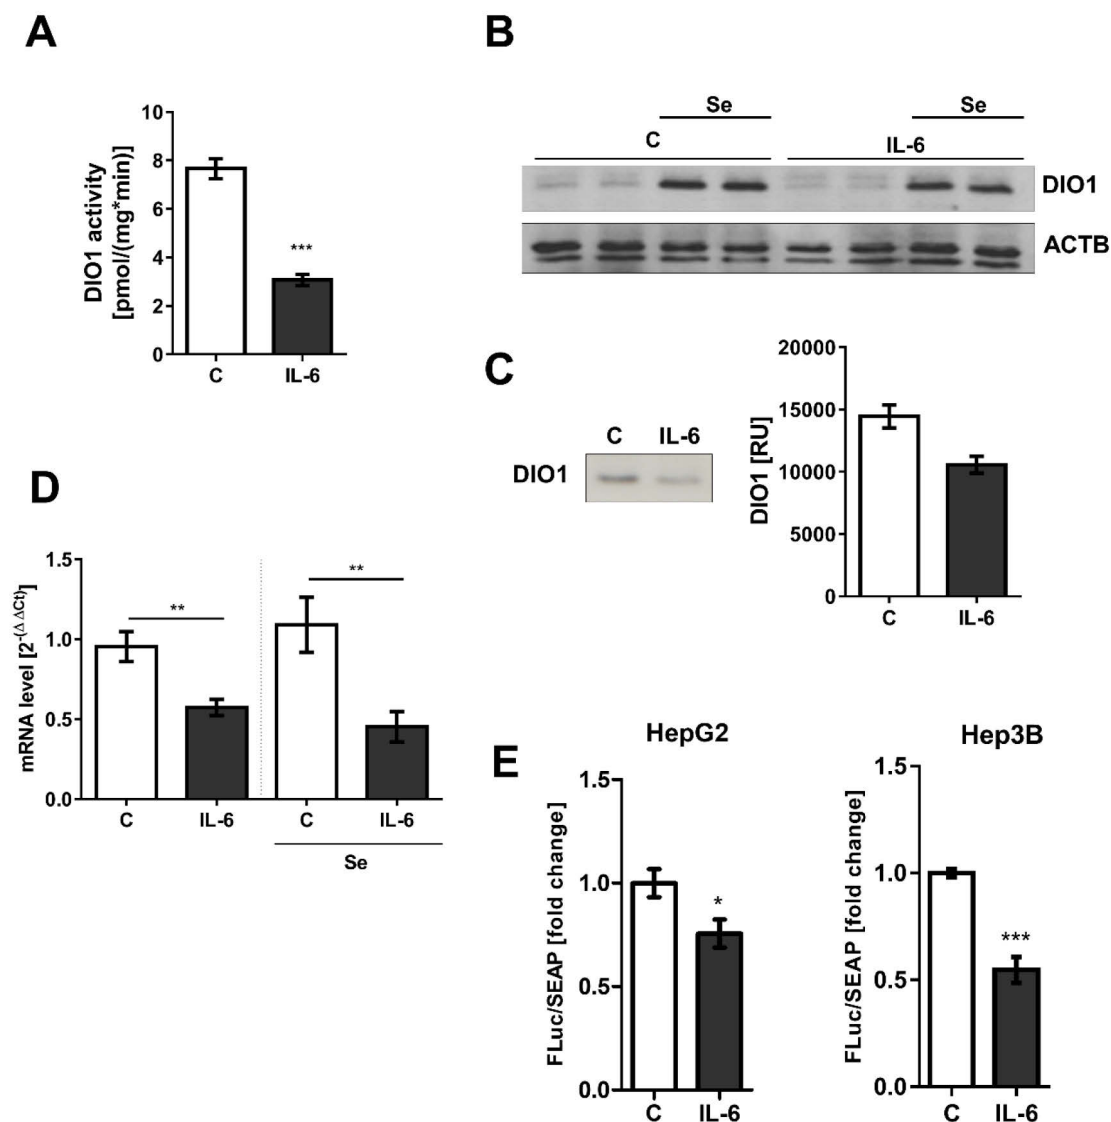 A
DIO1 activity
[pmol/(mg*min)]
10
8
6
4
2
0
***
C
IL-6
B
Se
Se
C
IL-6
DIO1
ACTB
C
C
IL-6
DIO1
DIO1 [RU]
20000
15000
10000
5000
0
C
IL-6
D
mRNA level [2^-(Δ ΔCt)]
1.5
1.0
0.5
0.0
**
**
C
IL-6
C
IL-6
Se
E
HepG2
FLuc/SEAP [fold change]
1.5
1.0
0.5
0.0
*
C
IL-6
Hep3B
FLuc/SEAP [fold change]
1.5
1.0
0.5
0.0
***
C
IL-6